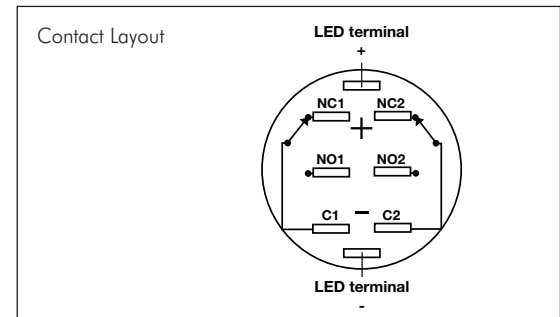 Contact Layout
LED terminal
+
NC1 NC2
+
NO1 NO2
-
C1 C2
LED terminal
-